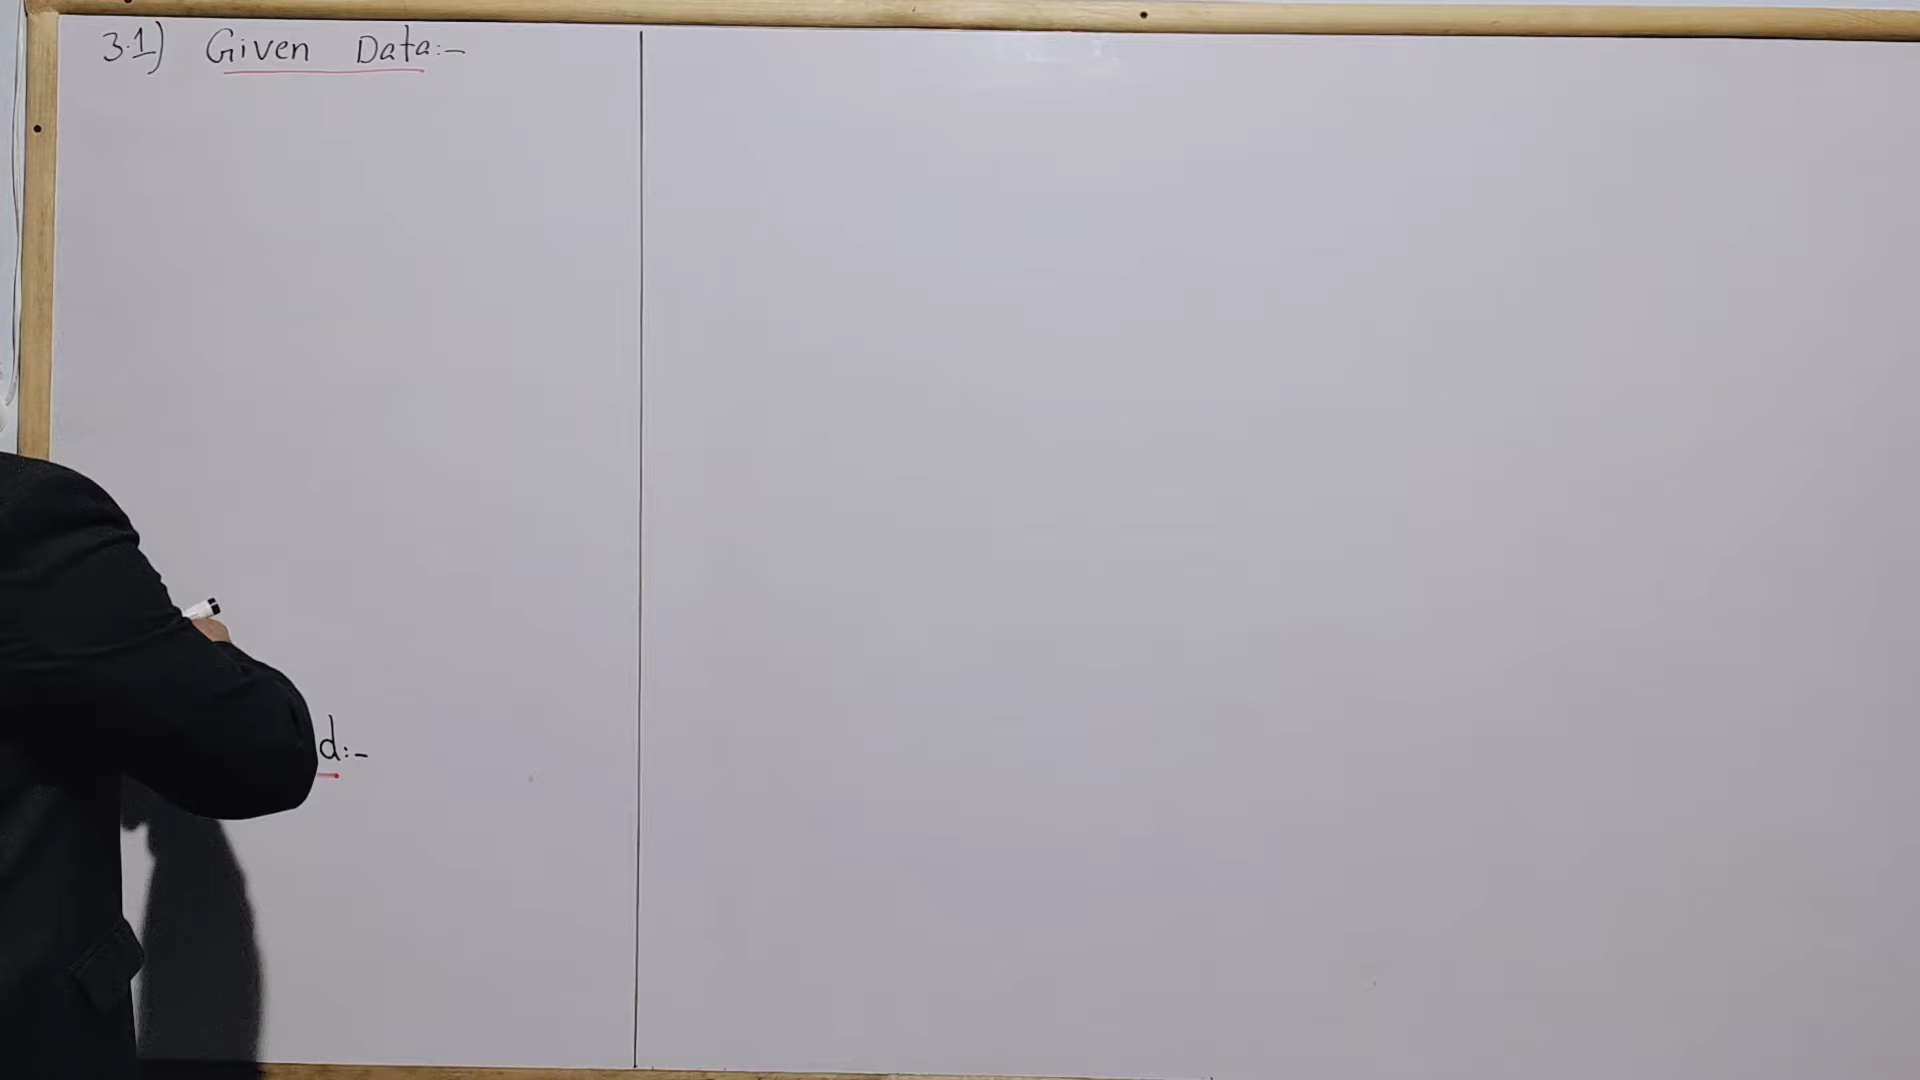 3.1) Given Data:-
d:-